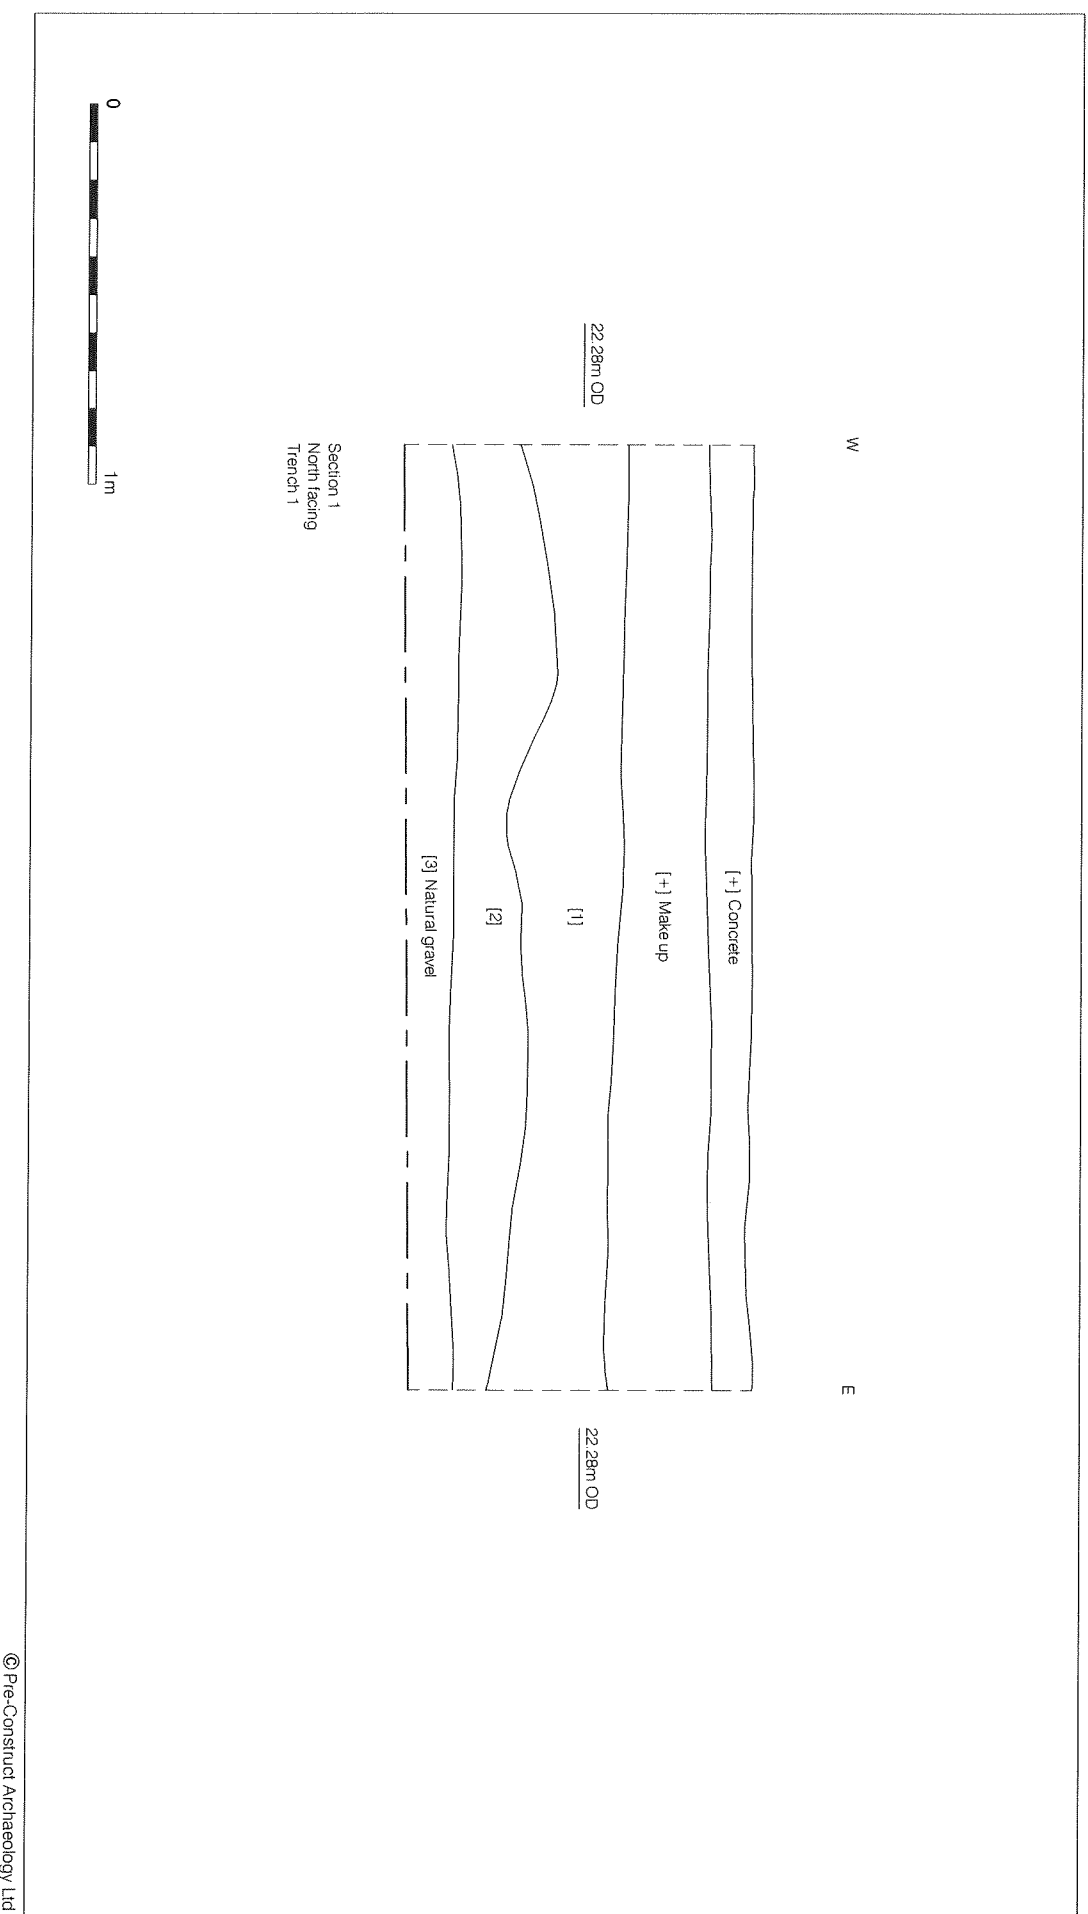 W
E
22.28m OD
22.28m OD
[+] Concrete
[+] Make up
[1]
[2]
[3] Natural gravel
Section 1
North facing
Trench 1
0
1m
© Pre-Construct Archaeology Ltd